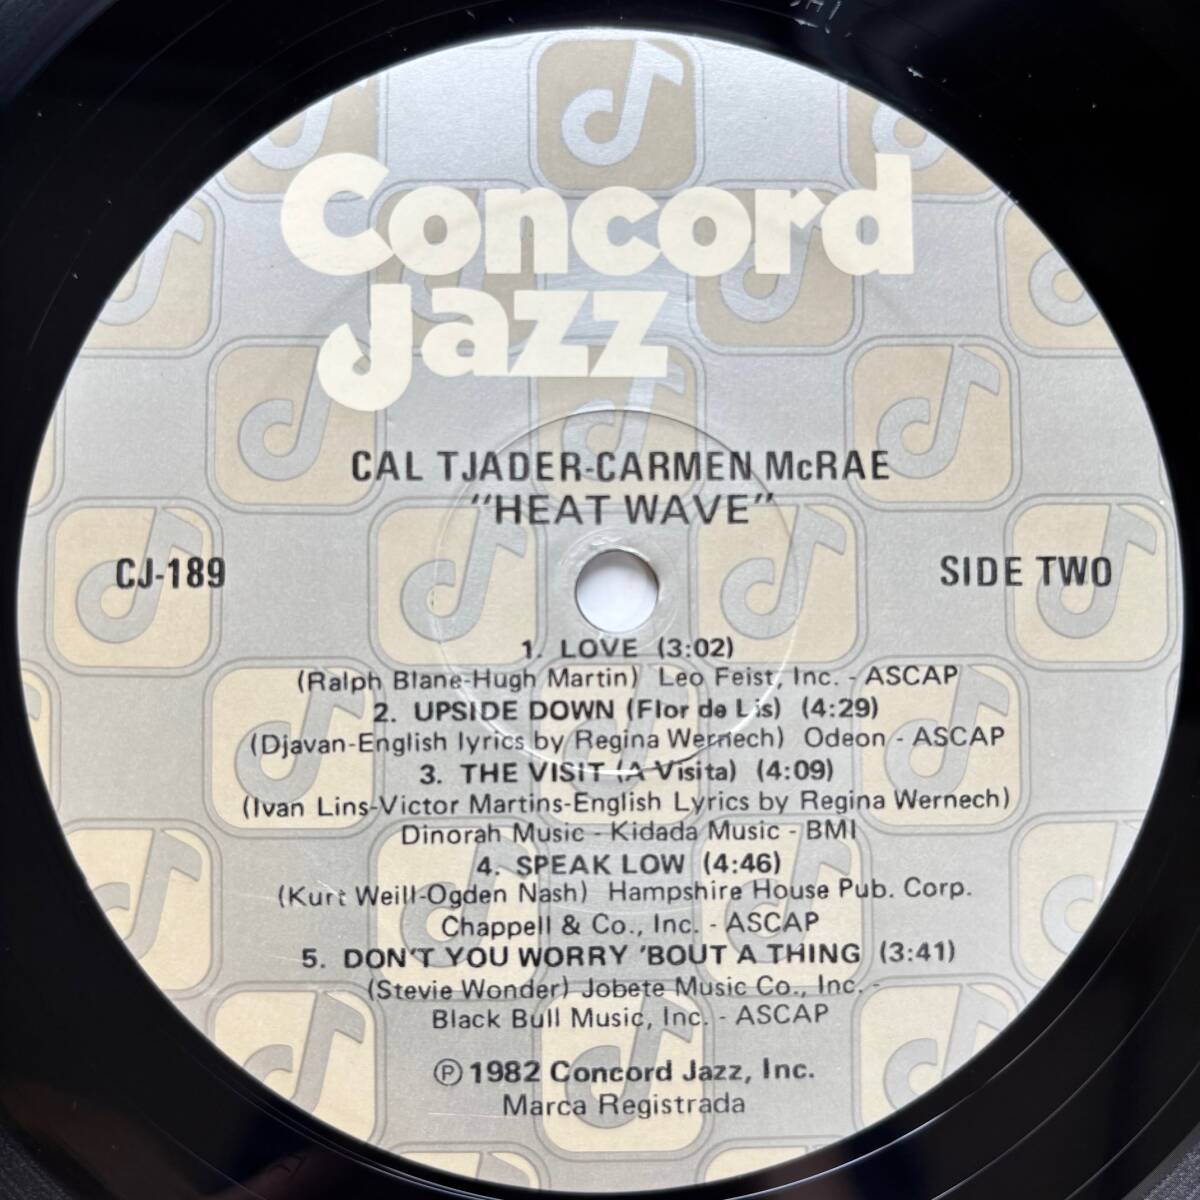 Concord
Jazz
CAL TJADER-CARMEN McRAE
"HEAT WAVE"
CJ-189
SIDE TWO
1. LOVE (3:02)
(Ralph Blane-Hugh Martin) Leo Feist, Inc. - ASCAP
2. UPSIDE DOWN (Flor de Lis) (4:29)
(Djavan-English lyrics by Regina Wernech) Odeon - ASCAP
3. THE VISIT (A Visita) (4:09)
(Ivan Lins-Victor Martins-English Lyrics by Regina Wernech)
Dinorah Music - Kidada Music - BMI
4. SPEAK LOW (4:46)
(Kurt Weill-Ogden Nash) Hampshire House Pub. Corp.
Chappell & Co., Inc. - ASCAP
5. DON'T YOU WORRY 'BOUT A THING (3:41)
(Stevie Wonder) Jobete Music Co., Inc. -
Black Bull Music, Inc. - ASCAP
℗ 1982 Concord Jazz, Inc.
Marca Registrada